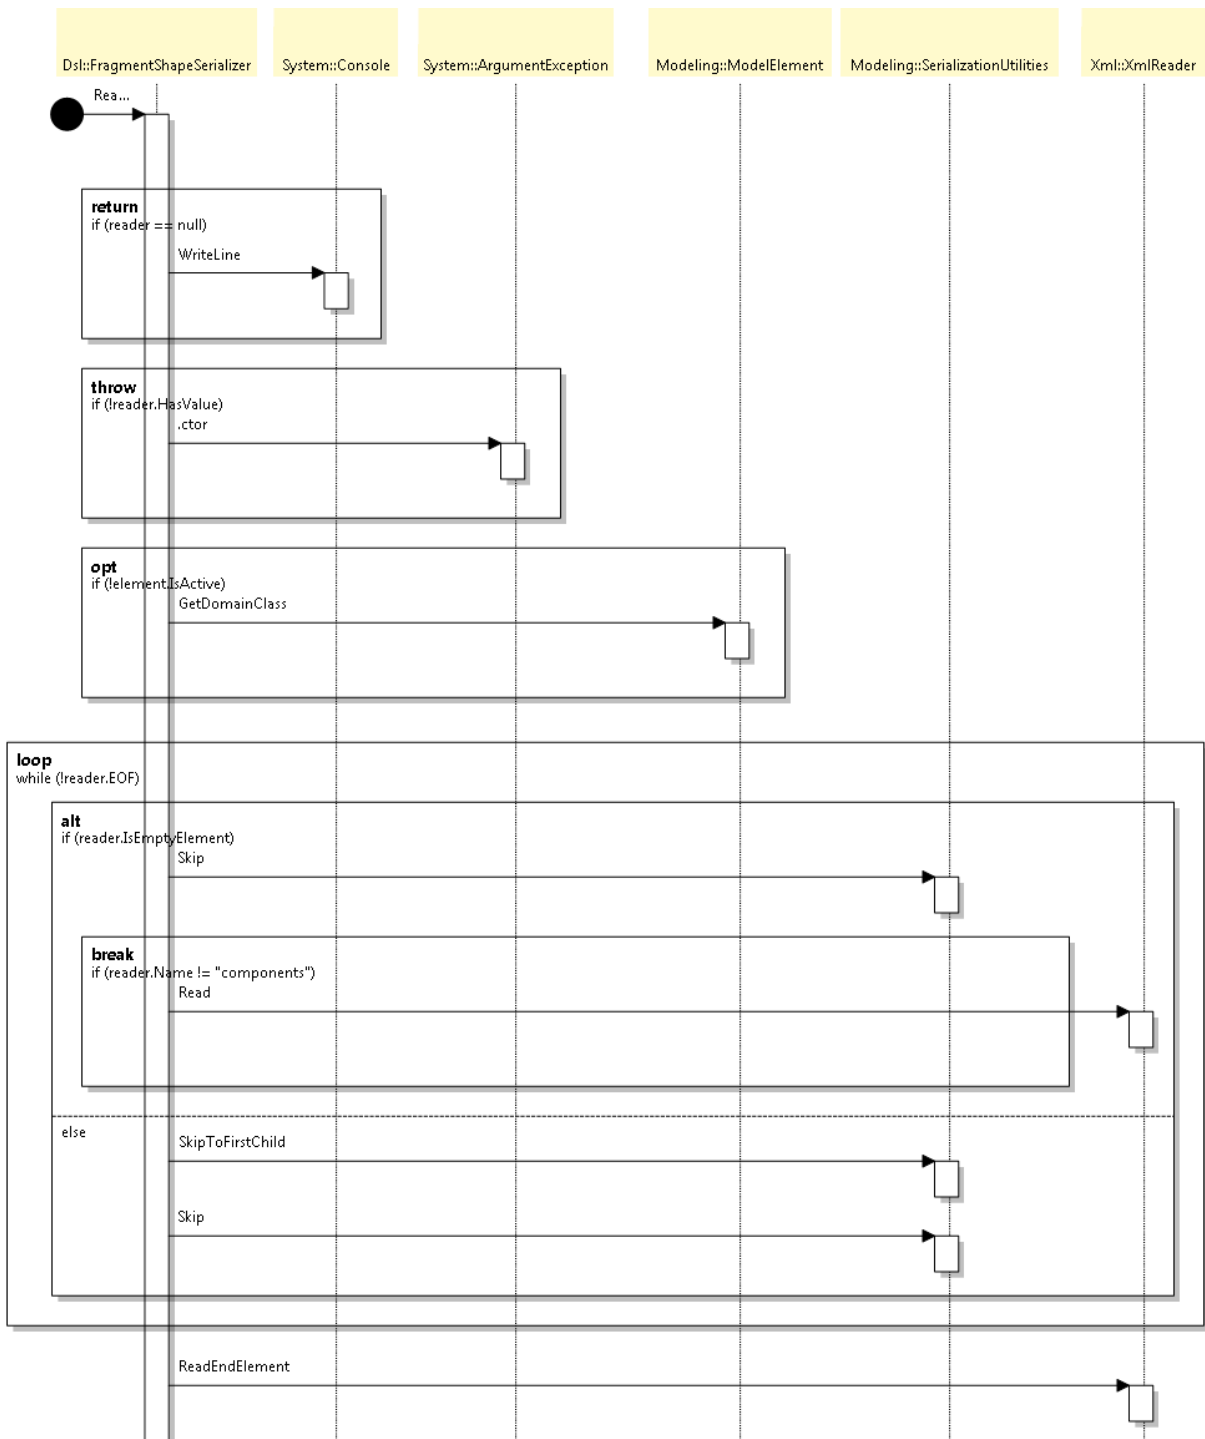 Dsl::FragmentShapeSerializer
System::Console
System::ArgumentException
Modeling::ModelElement
Modeling::SerializationUtilities
Xml::XmlReader
Rea...
return
if (reader == null)
WriteLine
throw
if (!reader.HasValue)
.ctor
opt
if (!element.IsActive)
GetDomainClass
loop
while (!reader.EOF)
alt
if (reader.IsEmptyElement)
Skip
break
if (reader.Name != "components")
Read
else
SkipToFirstChild
Skip
ReadEndElement